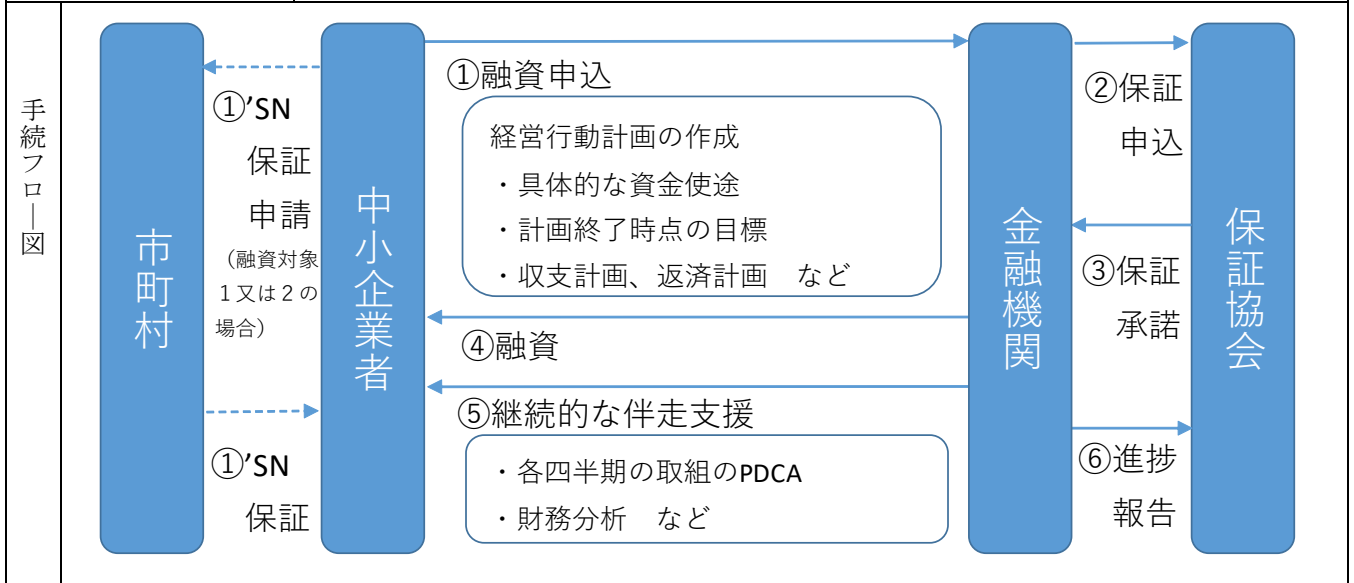 手続フロー図
市町村
①’SN
保証
申請
（融資対象
１又は２の
場合）
①’SN
保証
中小企業者
①融資申込
経営行動計画の作成
・具体的な資金使途
・計画終了時点の目標
・収支計画、返済計画　など
④融資
⑤継続的な伴走支援
・各四半期の取組のPDCA
・財務分析　など
金融機関
②保証
申込
③保証
承諾
⑥進捗
報告
保証協会